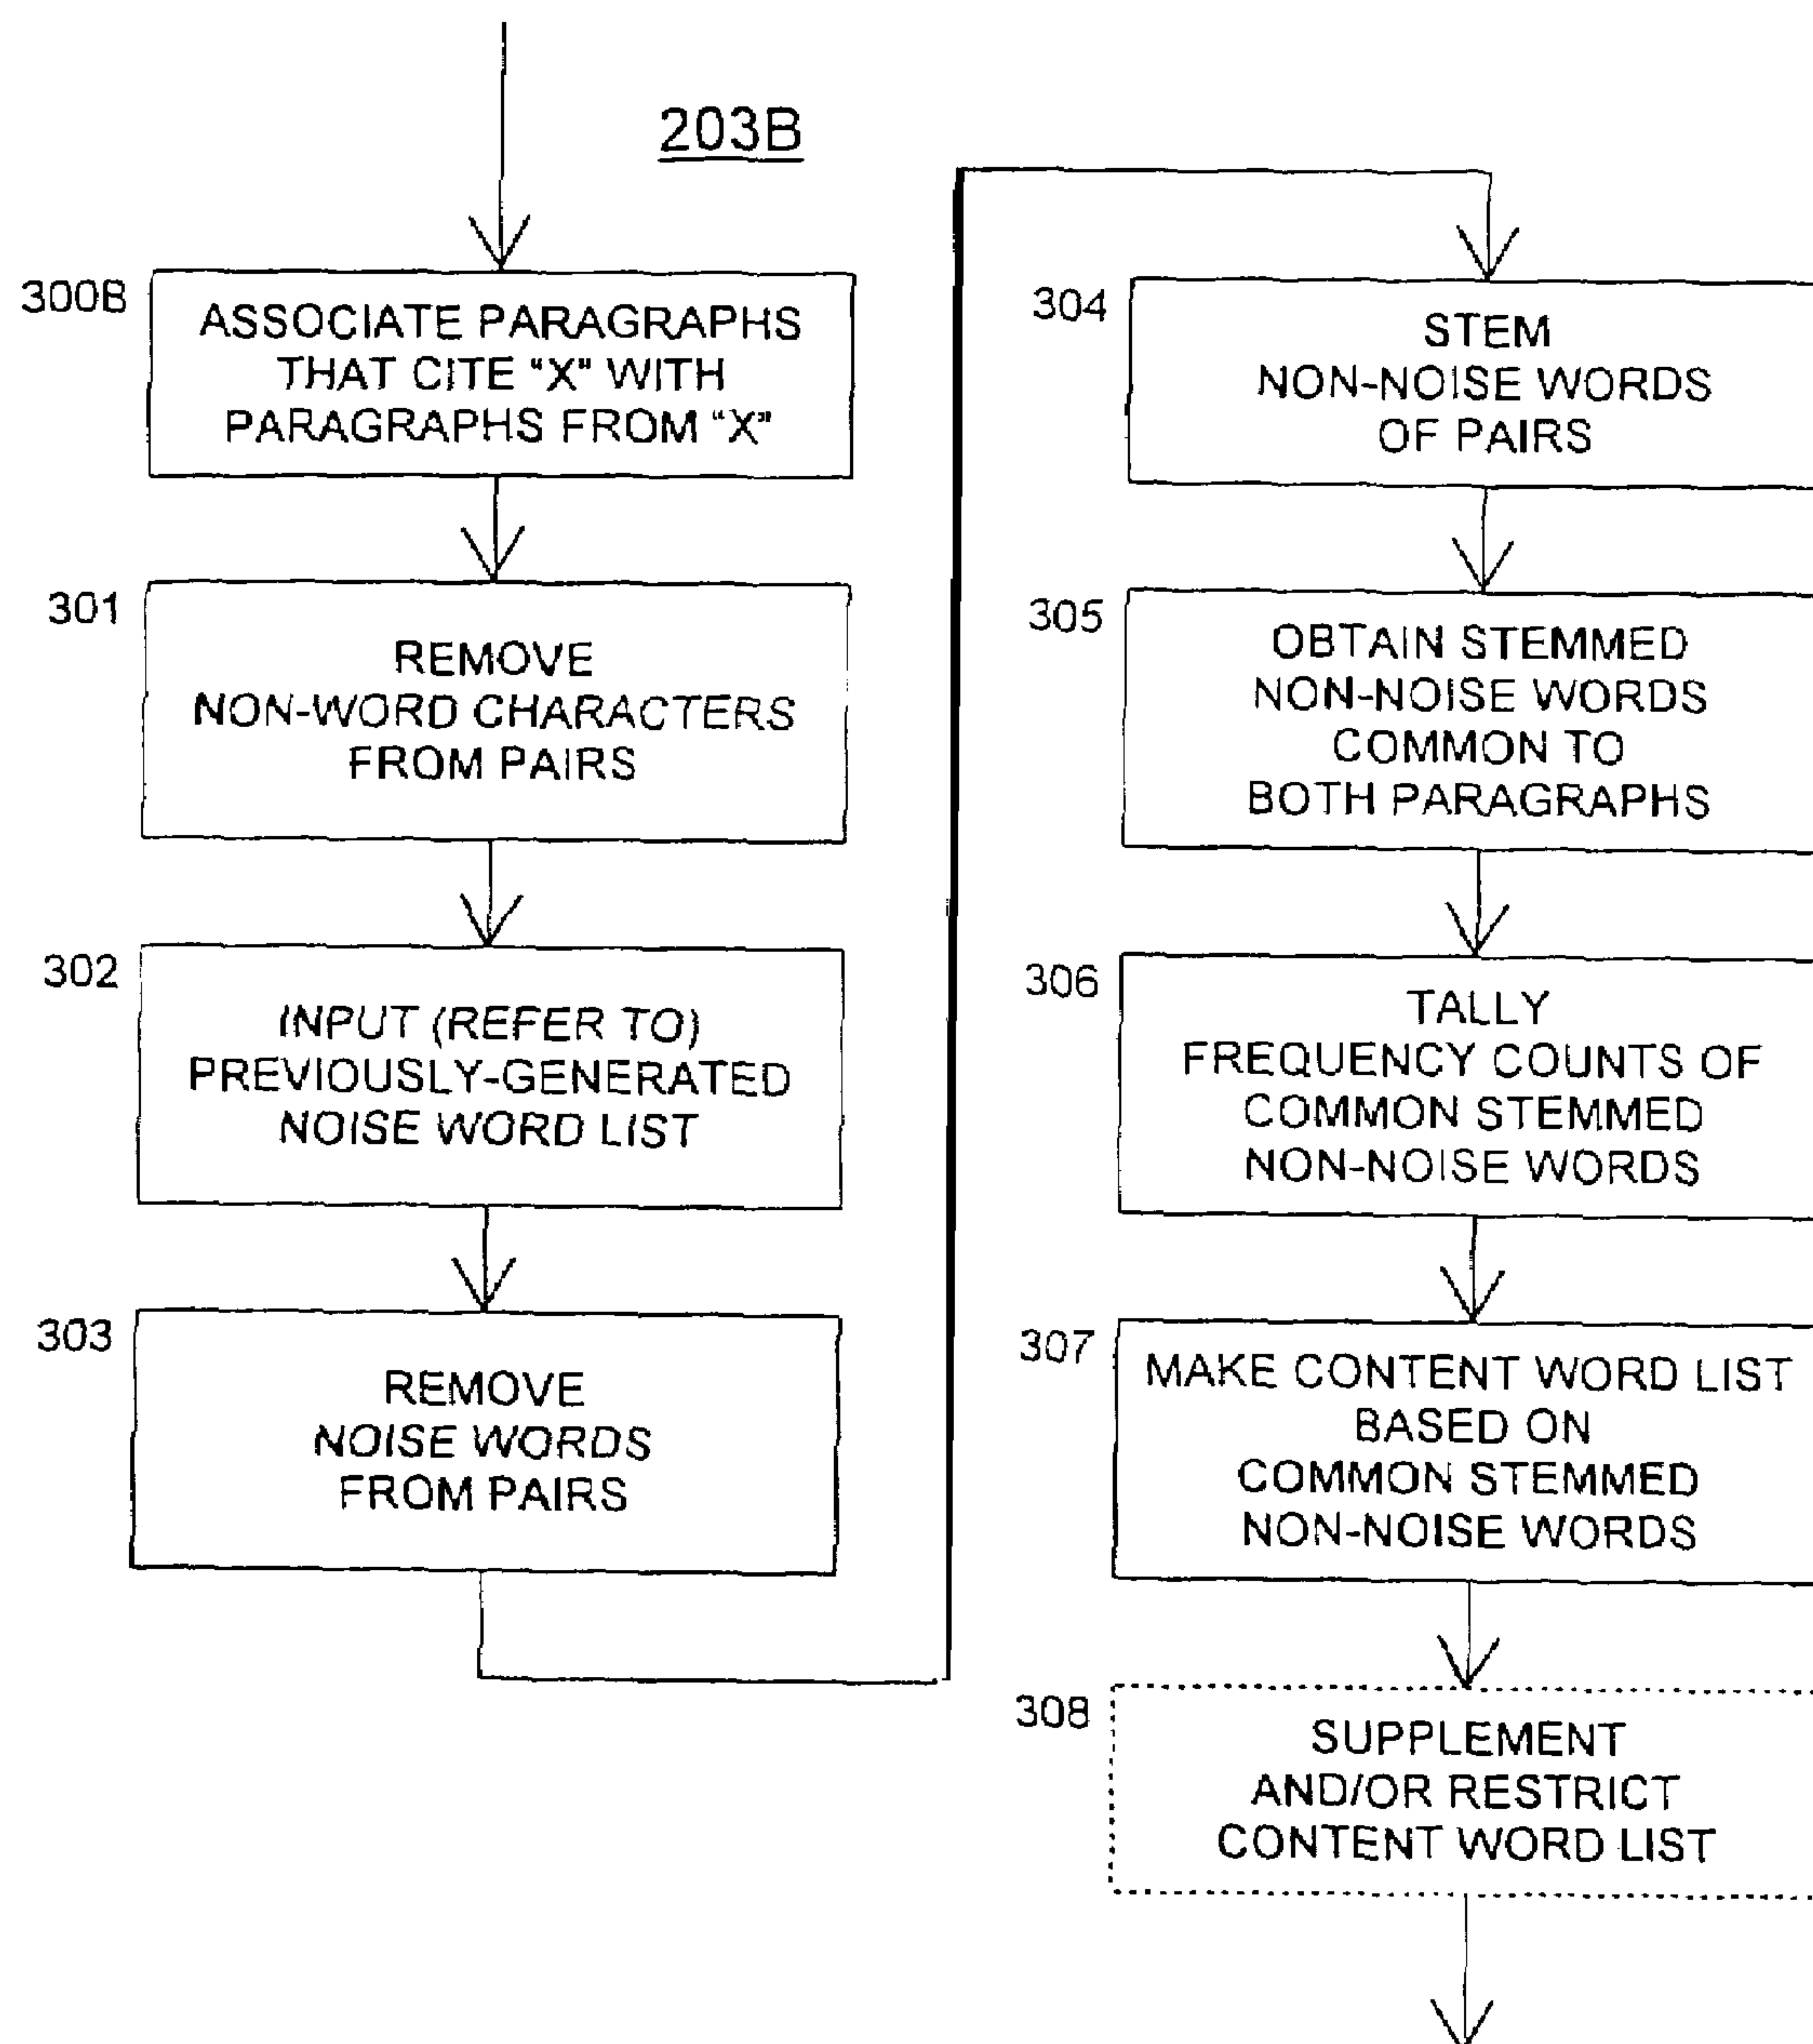 203B
300B
ASSOCIATE PARAGRAPHS
THAT CITE "X" WITH
PARAGRAPHS FROM "X"
301
REMOVE
NON-WORD CHARACTERS
FROM PAIRS
302
INPUT (REFER TO)
PREVIOUSLY-GENERATED
NOISE WORD LIST
303
REMOVE
NOISE WORDS
FROM PAIRS
304
STEM
NON-NOISE WORDS
OF PAIRS
305
OBTAIN STEMMED
NON-NOISE WORDS
COMMON TO
BOTH PARAGRAPHS
306
TALLY
FREQUENCY COUNTS OF
COMMON STEMMED
NON-NOISE WORDS
307
MAKE CONTENT WORD LIST
BASED ON
COMMON STEMMED
NON-NOISE WORDS
308
SUPPLEMENT
AND/OR RESTRICT
CONTENT WORD LIST